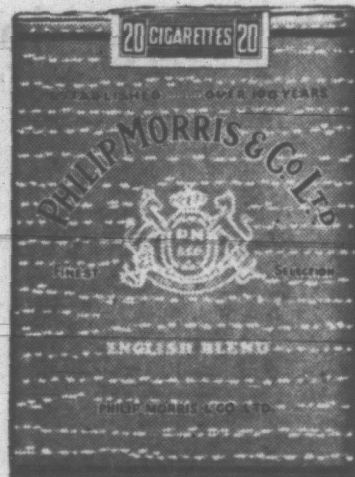 20 CIGARETTES 20
ESTABLISHED OVER 100 YEARS
PHILIP MORRIS & CO LTD
PM
FINEST SELECTION
ENGLISH BLEND
PHILIP MORRIS & CO. LTD.